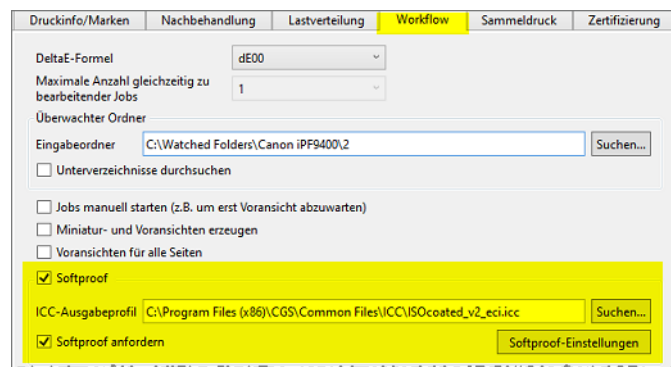 Druckinfo/Marken Nachbehandlung Lastverteilung Workflow Sammeldruck Zertifizierung
DeltaE-Formel dE00
Maximale Anzahl gleichzeitig zu
bearbeitender Jobs 1
Überwachter Ordner
Eingabeordner C:\Watched Folders\Canon iPF9400\2 Suchen...
Unterverzeichnisse durchsuchen
Jobs manuell starten (z.B. um erst Voransicht abzuwarten)
Miniatur- und Voransichten erzeugen
Voransichten für alle Seiten
Softproof
ICC-Ausgabeprofil C:\Program Files (x86)\CGS\Common Files\ICC\ISOcoated_v2_eci.icc Suchen...
Softproof anfordern Softproof-Einstellungen